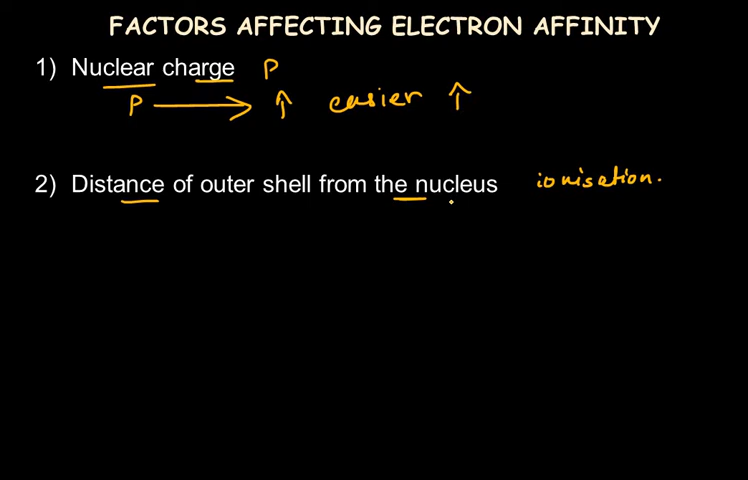 FACTORS AFFECTING ELECTRON AFFINITY
1) Nuclear charge P
P → ↑ easier ↑
2) Distance of outer shell from the nucleus ionisation.